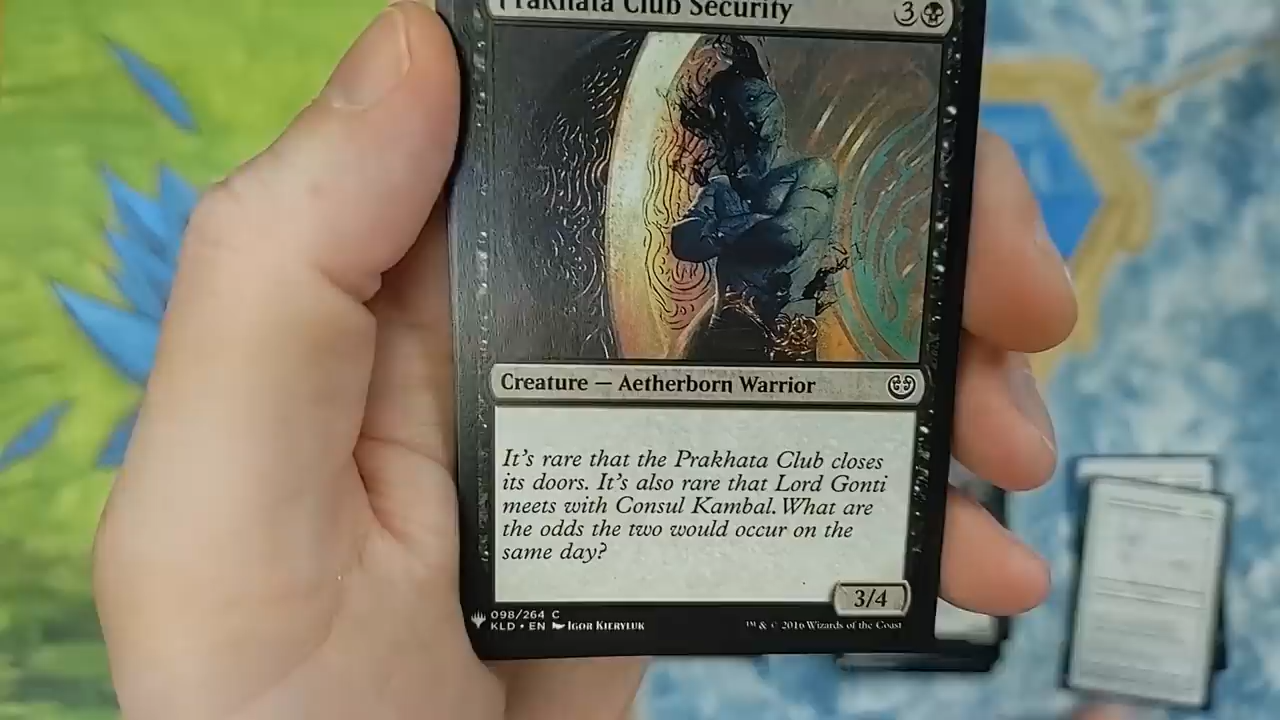 Prakhata Club Security
3
Creature — Aetherborn Warrior
It's rare that the Prakhata Club closes
its doors. It's also rare that Lord Gonti
meets with Consul Kambal. What are
the odds the two would occur on the
same day?
3/4
098/264 C
KLD • EN Igor Kieryluk
™ & © 2016 Wizards of the Coast